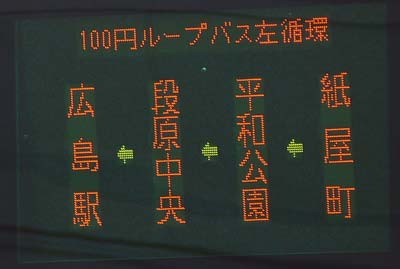 100円ループバス左循環
紙屋町
平和公園
段原中央
広島駅